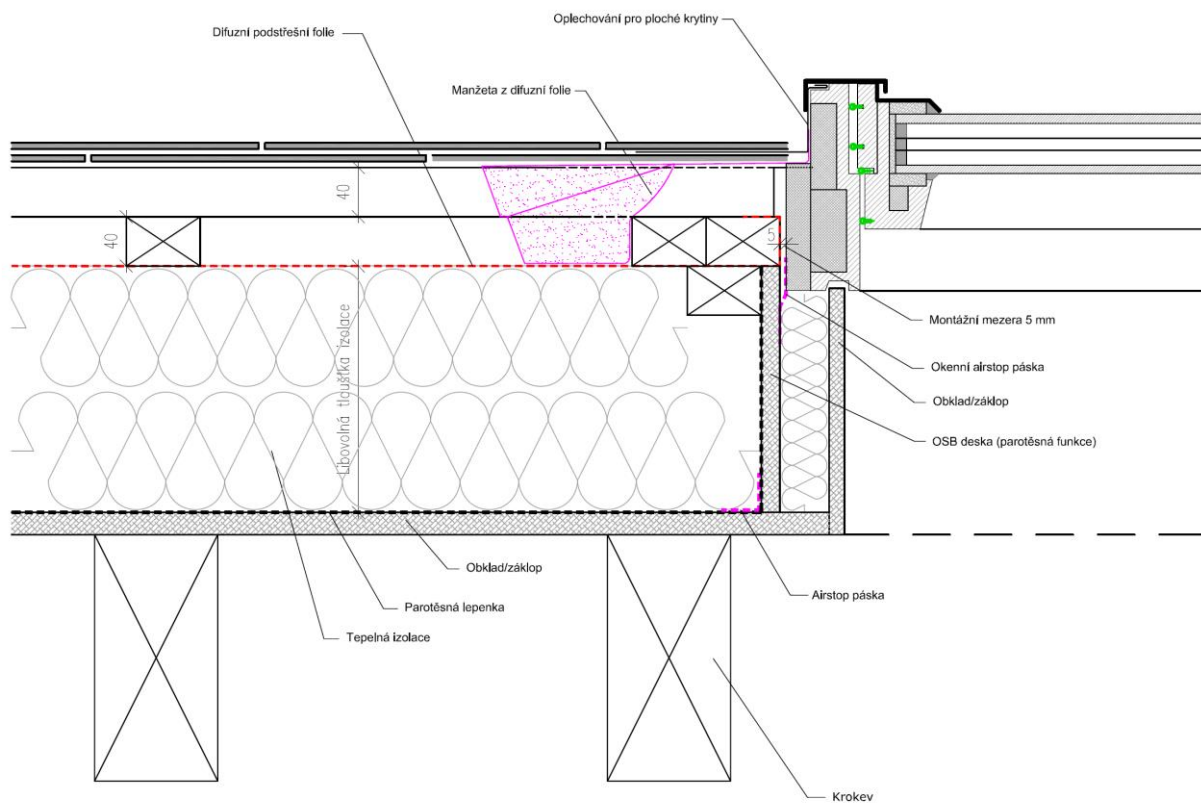 Oplechování pro ploché krytiny
Difuzní podstřešní folie
Manžeta z difuzní folie
40
40
5
Libovolná tloušťka izolace
Montážní mezera 5 mm
Okenní airstop páska
Obklad/záklop
OSB deska (parotěsná funkce)
Obklad/záklop
Airstop páska
Parotěsná lepenka
Tepelná izolace
Krokev